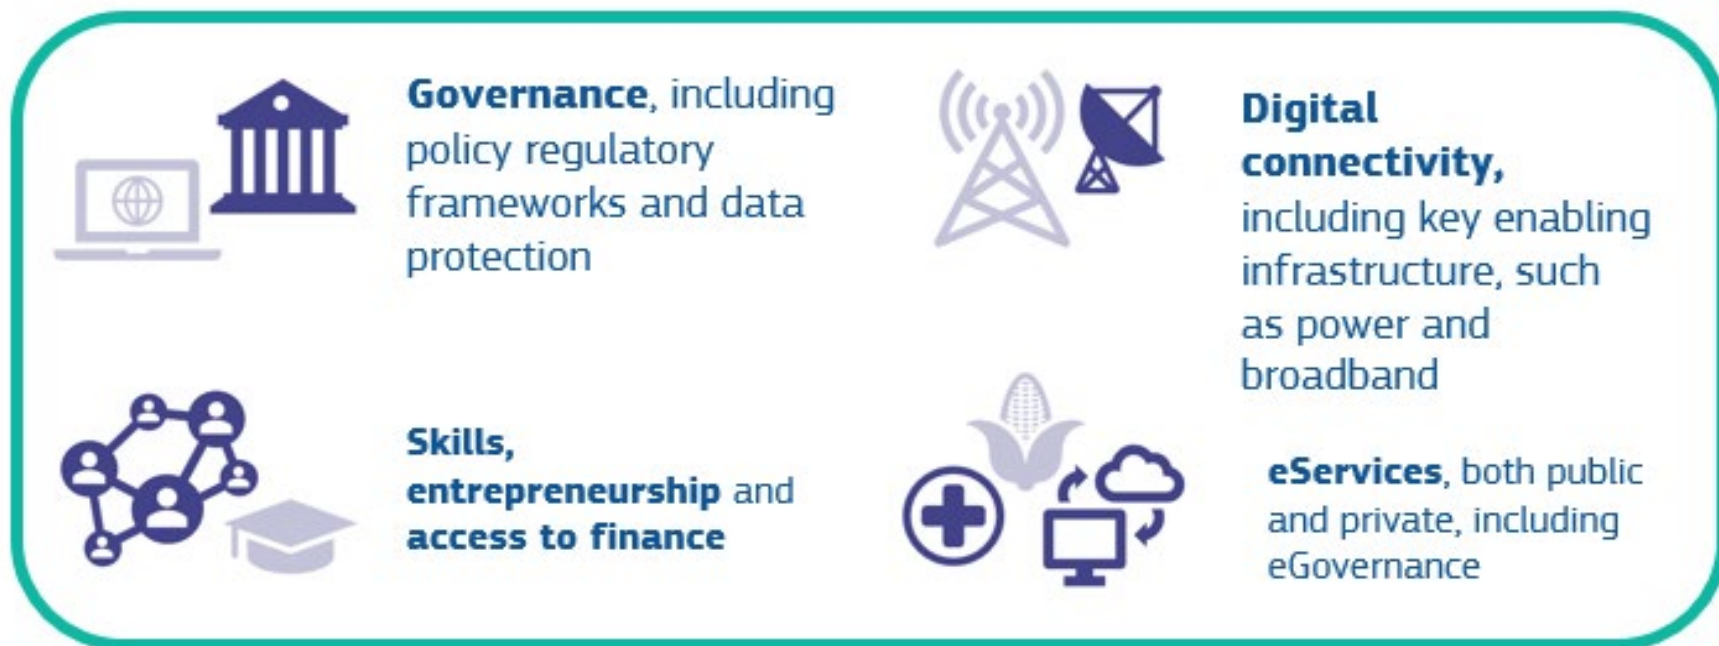 Governance, including
policy regulatory
frameworks and data
protection
Digital
connectivity,
including key enabling
infrastructure, such
as power and
broadband
Skills,
entrepreneurship and
access to finance
eServices, both public
and private, including
eGovernance